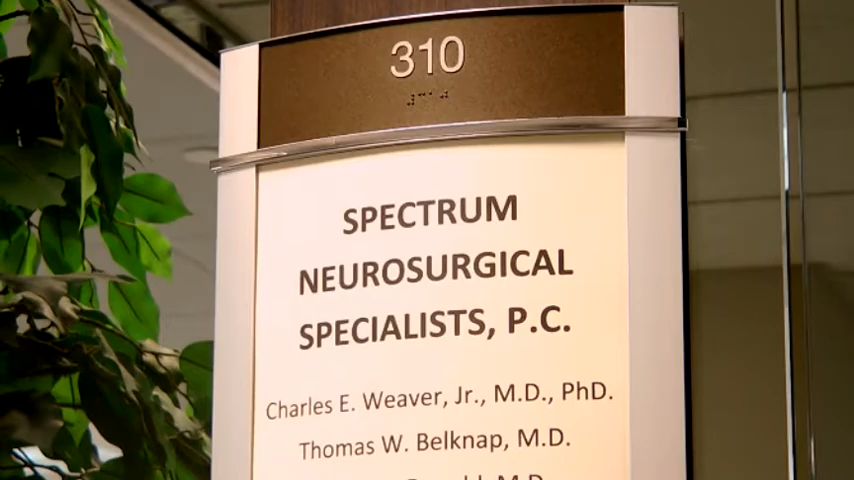 310
SPECTRUM
NEUROSURGICAL
SPECIALISTS, P.C.
Charles E. Weaver, Jr., M.D., PhD.
Thomas W. Belknap, M.D.
M.D.